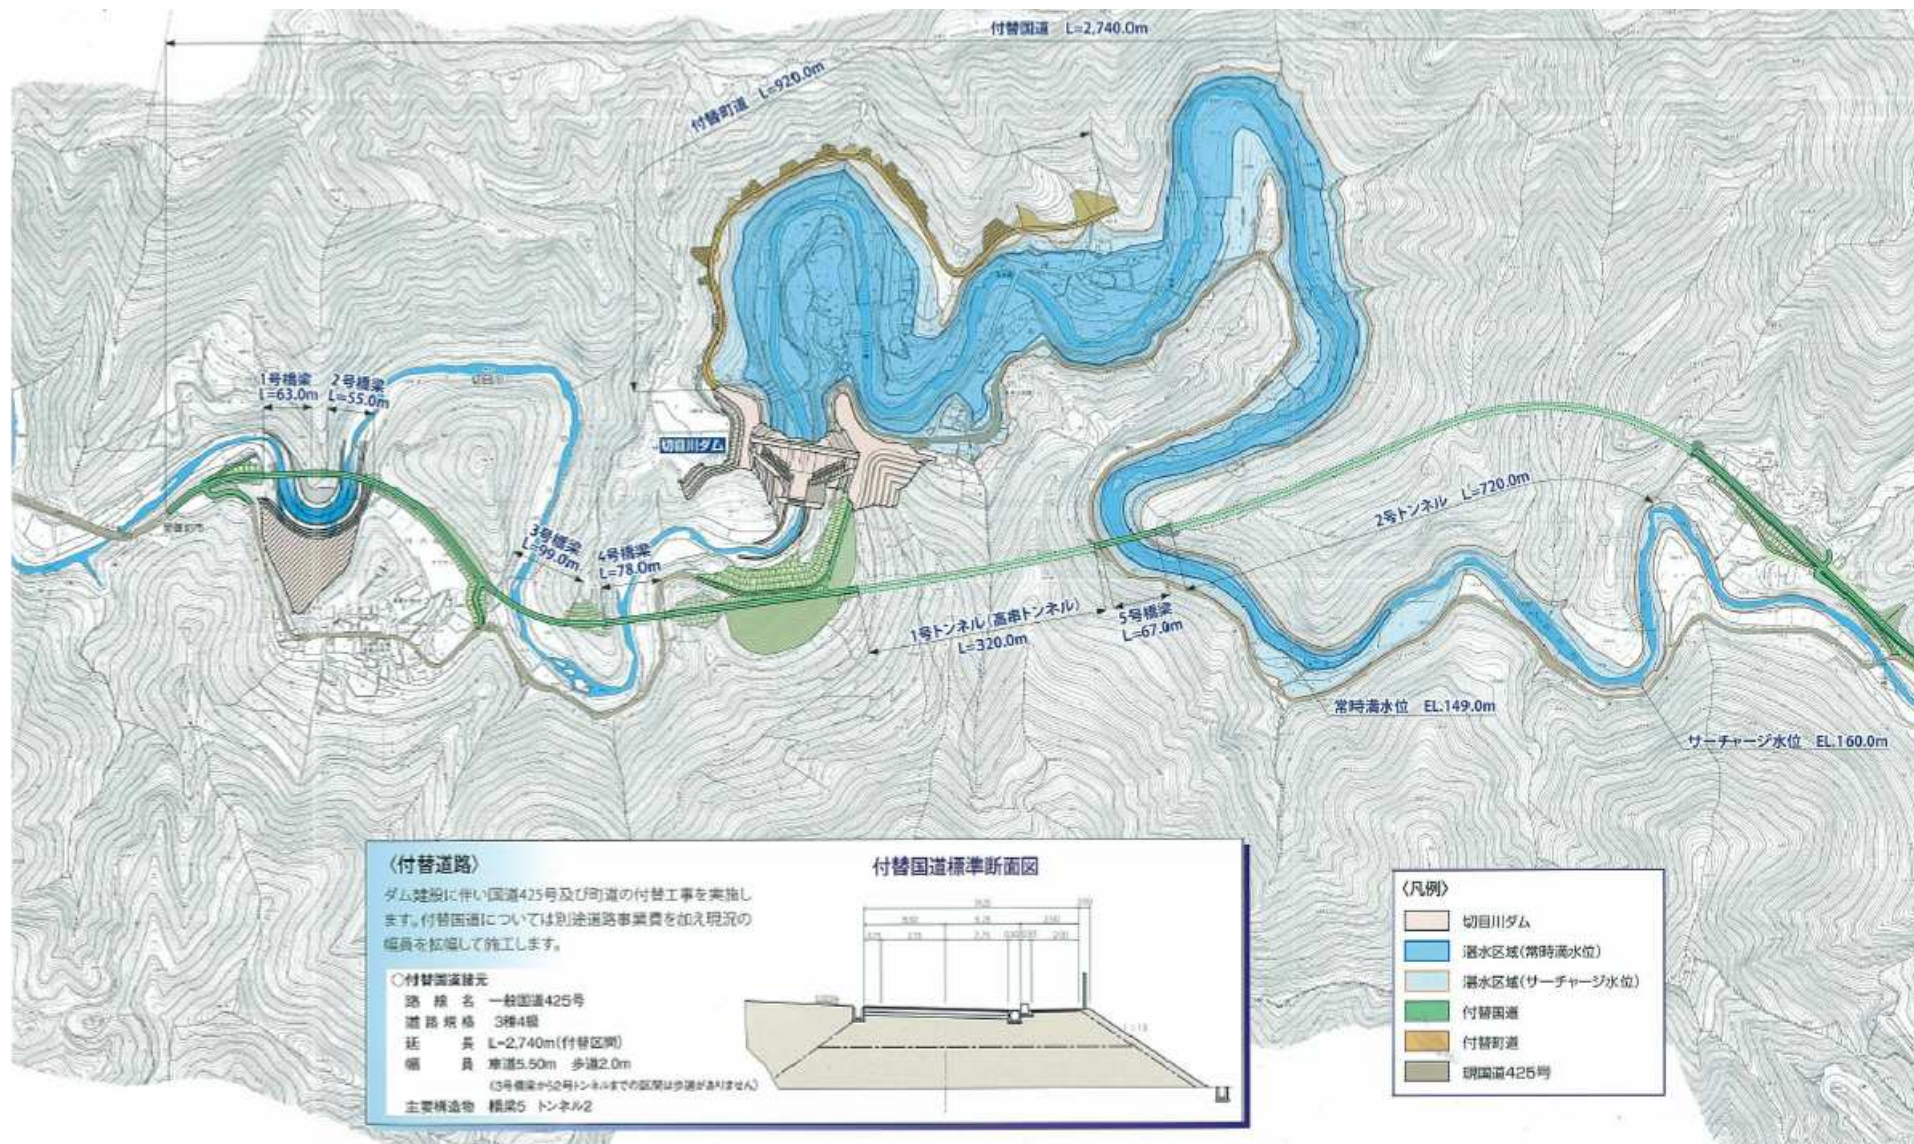 付替国道 L=2,740.0m
付替町道 L=920.0m
1号橋梁
L=63.0m
2号橋梁
L=55.0m
切目川
切目川ダム
3号橋梁
L=99.0m
4号橋梁
L=78.0m
1号トンネル(高串トンネル)
L=320.0m
5号橋梁
L=67.0m
2号トンネル L=720.0m
常時満水位 EL.149.0m
サーチャージ水位 EL.160.0m
〈付替道路〉
ダム建設に伴い国道425号及び町道の付替工事を実施し
ます。付替国道については別途道路事業費を加え現況の
幅員を拡幅して施工します。
○付替国道諸元
路線名 一般国道425号
道路規格 3種4級
延長 L=2,740m(付替区間)
幅員 車道5.50m 歩道2.0m
(3号橋梁から2号トンネルまでの区間は歩道がありません)
主要構造物 橋梁5 トンネル2
付替国道標準断面図
〈凡例〉
切目川ダム
湛水区域(常時満水位)
湛水区域(サーチャージ水位)
付替国道
付替町道
現国道425号